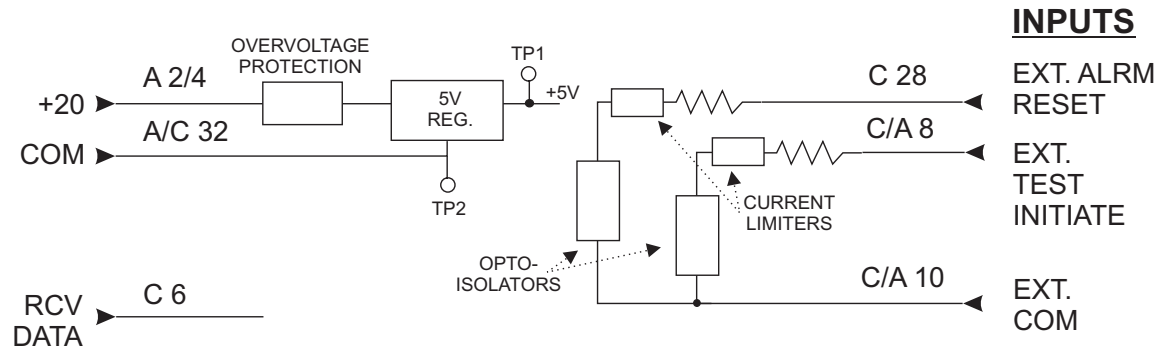 INPUTS
OVERVOLTAGE
PROTECTION
TP1
A 2/4
+20
5V
REG.
+5V
A/C 32
COM
TP2
C 28
EXT. ALRM
RESET
C/A 8
EXT.
TEST
INITIATE
CURRENT
LIMITERS
OPTO-
ISOLATORS
C/A 10
EXT.
COM
C 6
RCV
DATA